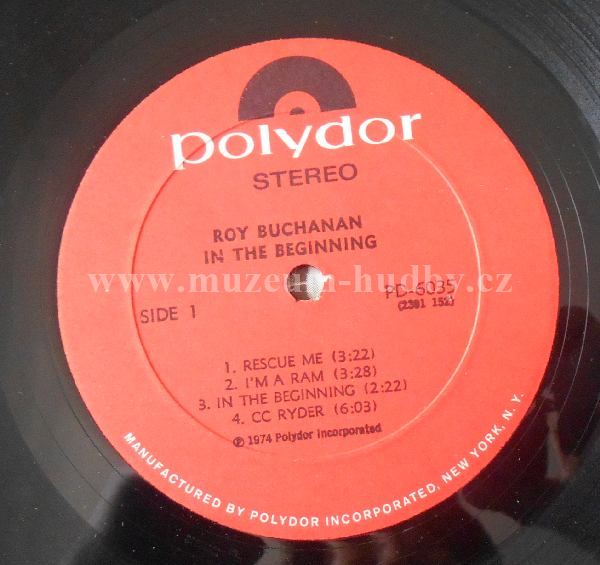 polydor
STEREO
ROY BUCHANAN
IN THE BEGINNING
www.muzeum-hudby.cz
SIDE 1
PD-6035
(2391 152)
1. RESCUE ME (3:22)
2. I'M A RAM (3:28)
3. IN THE BEGINNING (2:22)
4. CC RYDER (6:03)
℗ 1974 Polydor Incorporated
MANUFACTURED BY POLYDOR INCORPORATED, NEW YORK, N.Y.